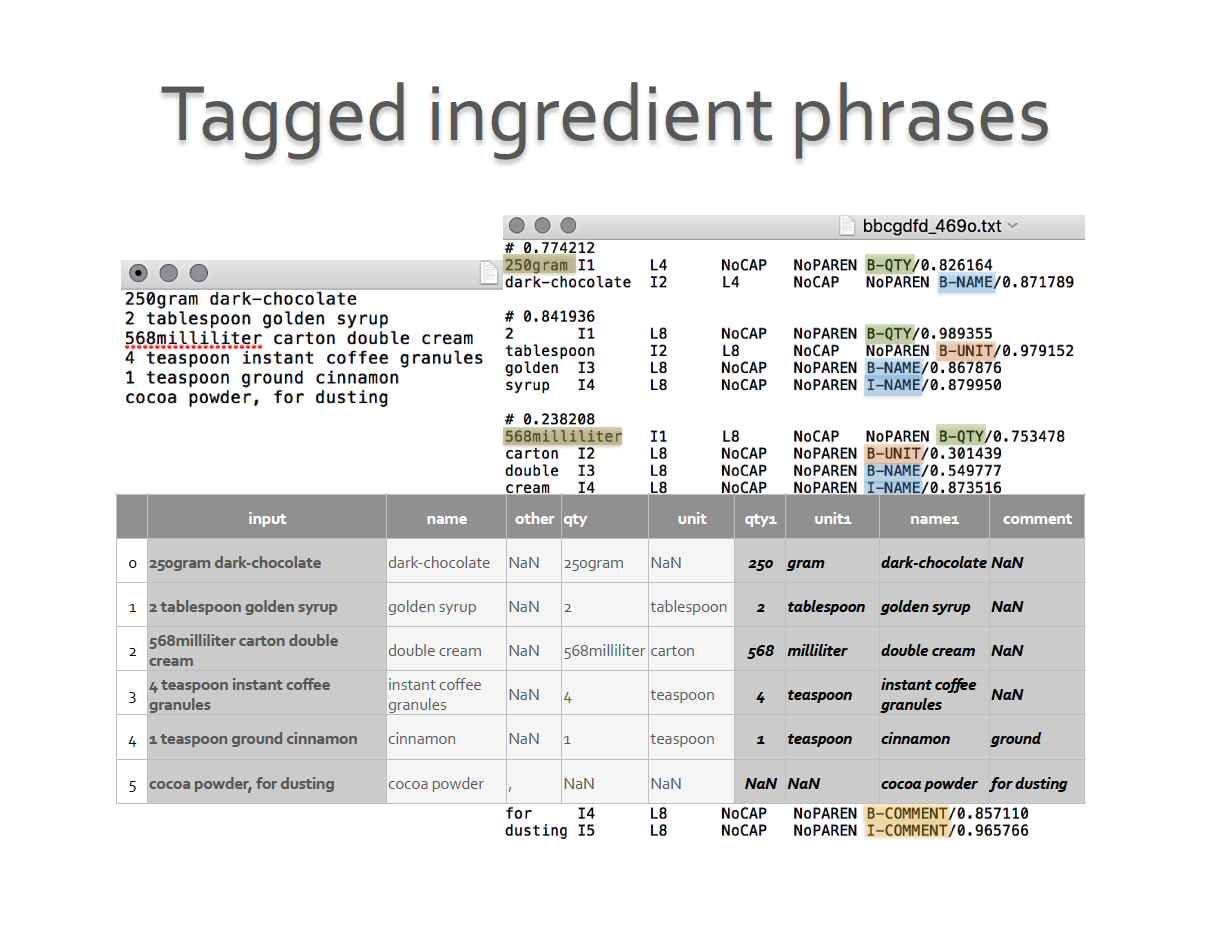 Tagged ingredient phrases
250gram dark-chocolate
2 tablespoon golden syrup
568milliliter carton double cream
4 teaspoon instant coffee granules
1 teaspoon ground cinnamon
cocoa powder, for dusting
bbcgdfd_469o.txt
# 0.774212
250gram I1 L4 NoCAP NoPAREN B-QTY/0.826164
dark-chocolate I2 L4 NoCAP NoPAREN B-NAME/0.871789
# 0.841936
2 I1 L8 NoCAP NoPAREN B-QTY/0.989355
tablespoon I2 L8 NoCAP NoPAREN B-UNIT/0.979152
golden I3 L8 NoCAP NoPAREN B-NAME/0.867876
syrup I4 L8 NoCAP NoPAREN I-NAME/0.879950
# 0.238208
568milliliter I1 L8 NoCAP NoPAREN B-QTY/0.753478
carton I2 L8 NoCAP NoPAREN B-UNIT/0.301439
double I3 L8 NoCAP NoPAREN B-NAME/0.549777
cream I4 L8 NoCAP NoPAREN I-NAME/0.873516
input name other qty unit qty1 unit1 name1 comment
0 250gram dark-chocolate dark-chocolate NaN 250gram NaN 250 gram dark-chocolate NaN
1 2 tablespoon golden syrup golden syrup NaN 2 tablespoon 2 tablespoon golden syrup NaN
2 568milliliter carton double cream double cream NaN 568milliliter carton 568 milliliter double cream NaN
3 4 teaspoon instant coffee granules instant coffee granules NaN 4 teaspoon 4 teaspoon instant coffee granules NaN
4 1 teaspoon ground cinnamon cinnamon NaN 1 teaspoon 1 teaspoon cinnamon ground
5 cocoa powder, for dusting cocoa powder , NaN NaN NaN NaN cocoa powder for dusting
for I4 L8 NoCAP NoPAREN B-COMMENT/0.857110
dusting I5 L8 NoCAP NoPAREN I-COMMENT/0.965766